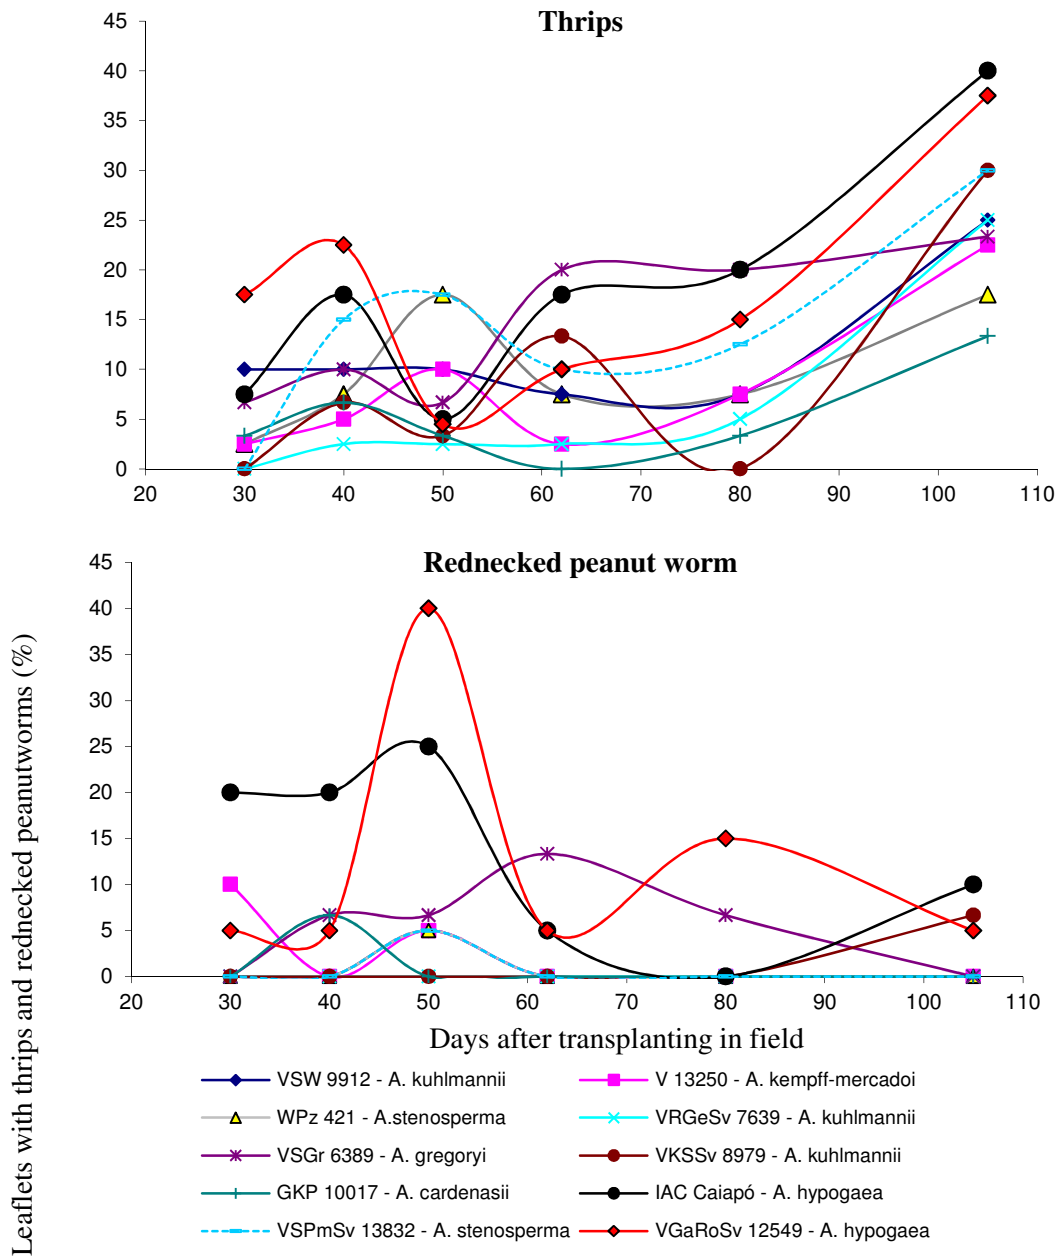 Thrips
45
40
35
30
25
20
15
10
5
0
20 30 40 50 60 70 80 90 100 110
Rednecked peanut worm
45
40
35
30
25
20
15
10
5
0
20 30 40 50 60 70 80 90 100 110
Days after transplanting in field
Leaflets with thrips and rednecked peanutworms (%)
VSW 9912 - A. kuhlmannii
V 13250 - A. kempff-mercadoi
WPz 421 - A.stenosperma
VRGeSv 7639 - A. kuhlmannii
VSGr 6389 - A. gregoryi
VKSSv 8979 - A. kuhlmannii
GKP 10017 - A. cardenasii
IAC Caiapó - A. hypogaea
VSPmSv 13832 - A. stenosperma
VGaRoSv 12549 - A. hypogaea